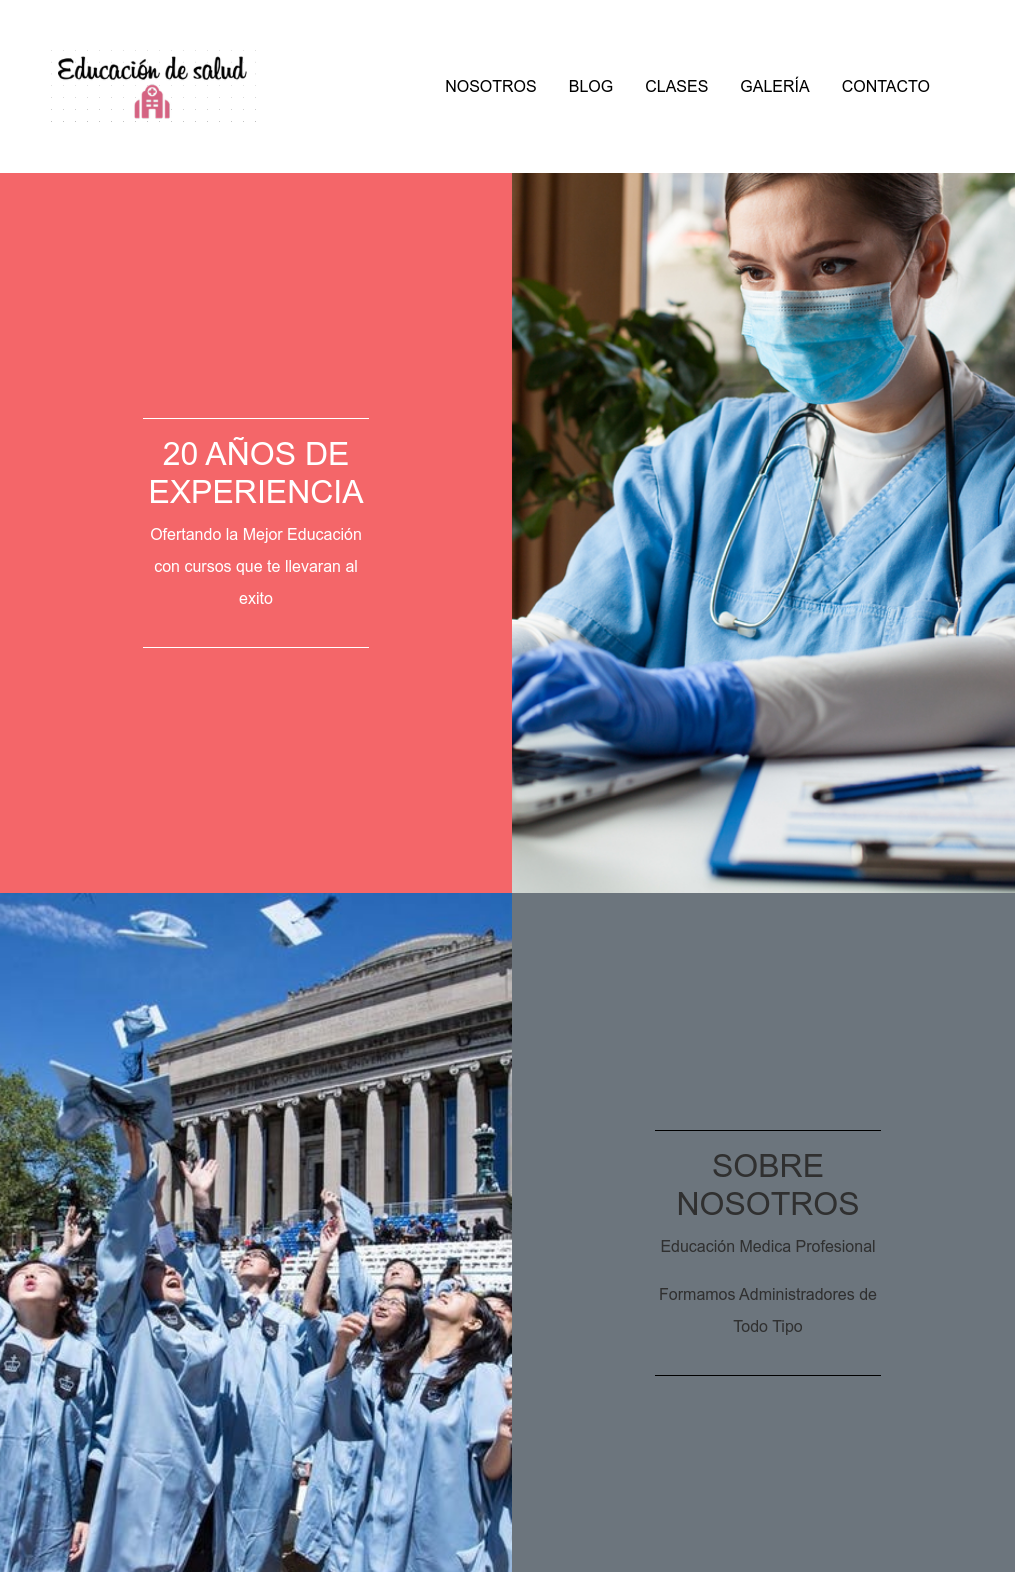 Educación de salud
NOSOTROS BLOG CLASES GALERÍA CONTACTO
20 AÑOS DE
EXPERIENCIA
Ofertando la Mejor Educación
con cursos que te llevaran al
exito
SOBRE
NOSOTROS
Educación Medica Profesional
Formamos Administradores de
Todo Tipo